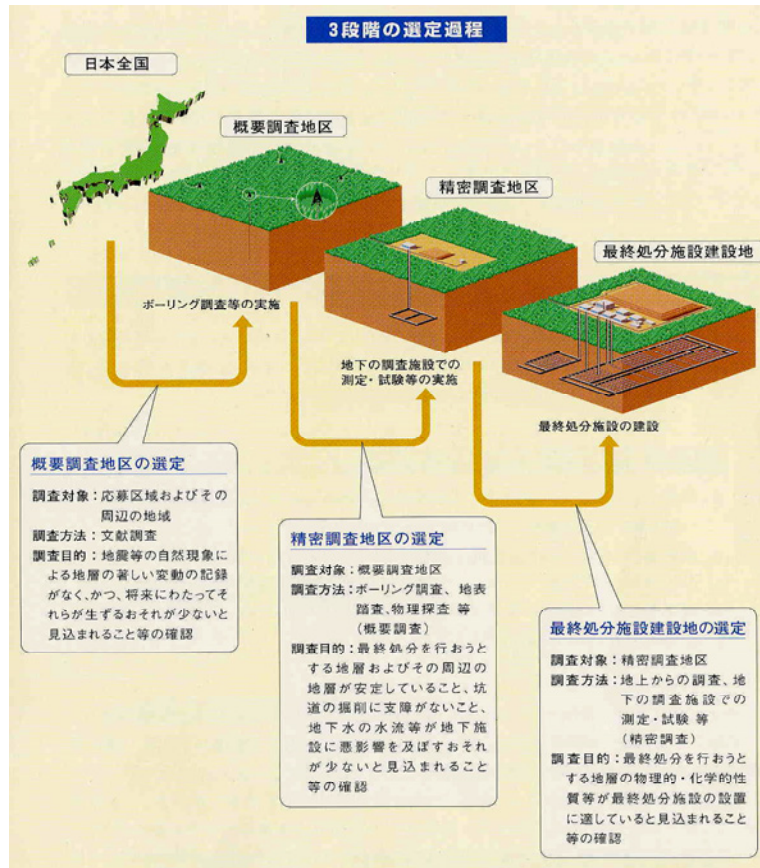 3段階の選定過程
日本全国
概要調査地区
精密調査地区
最終処分施設建設地
ボーリング調査等の実施
地下の調査施設での
測定・試験等の実施
最終処分施設の建設
概要調査地区の選定
調査対象：応募区域およびその
周辺の地域
調査方法：文献調査
調査目的：地震等の自然現象に
よる地層の著しい変動の記録
がなく、かつ、将来にわたってそ
れらが生ずるおそれが少ないと
見込まれること等の確認
精密調査地区の選定
調査対象：概要調査地区
調査方法：ボーリング調査、地表
踏査、物理探査 等
（概要調査）
調査目的：最終処分を行おうと
する地層およびその周辺の
地層が安定していること、坑
道の掘削に支障がないこと、
地下水の水流等が地下施
設に悪影響を及ぼすおそれ
が少ないと見込まれること
等の確認
最終処分施設建設地の選定
調査対象：精密調査地区
調査方法：地上からの調査、地
下の調査施設での
測定・試験 等
（精密調査）
調査目的：最終処分を行おうと
する地層の物理的・化学的性
質等が最終処分施設の設置
に適していると見込まれること
等の確認